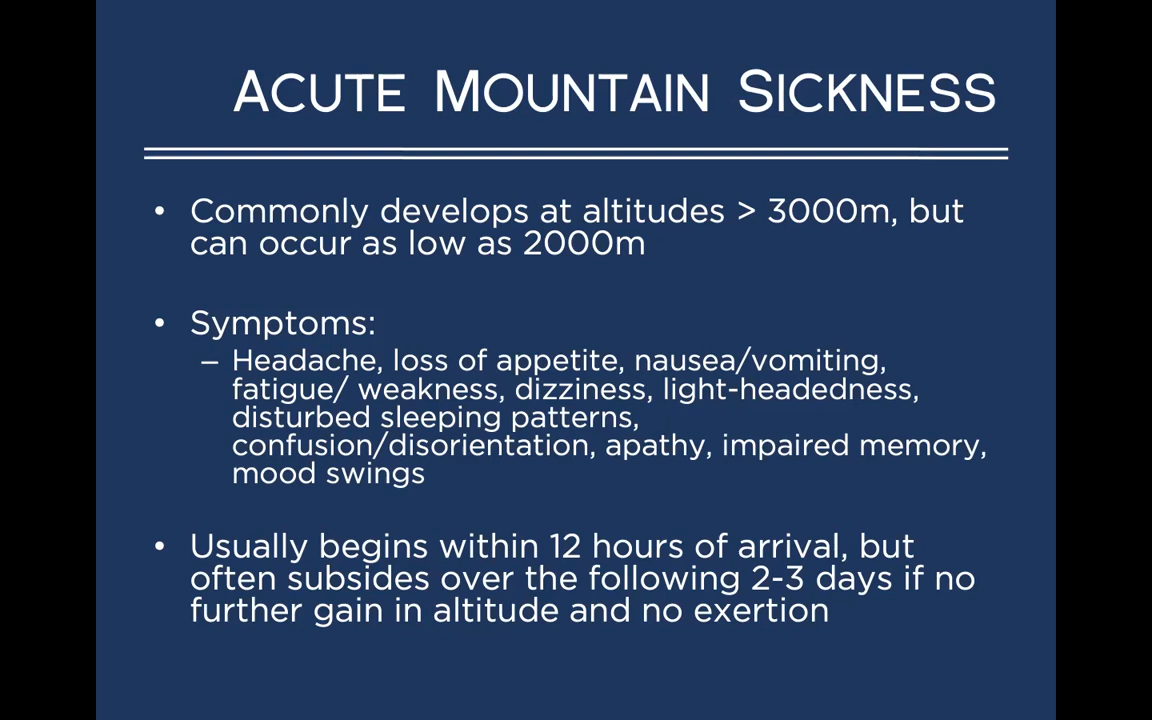 ACUTE MOUNTAIN SICKNESS
• Commonly develops at altitudes > 3000m, but
can occur as low as 2000m
• Symptoms:
– Headache, loss of appetite, nausea/vomiting,
fatigue/ weakness, dizziness, light-headedness,
disturbed sleeping patterns,
confusion/disorientation, apathy, impaired memory,
mood swings
• Usually begins within 12 hours of arrival, but
often subsides over the following 2-3 days if no
further gain in altitude and no exertion